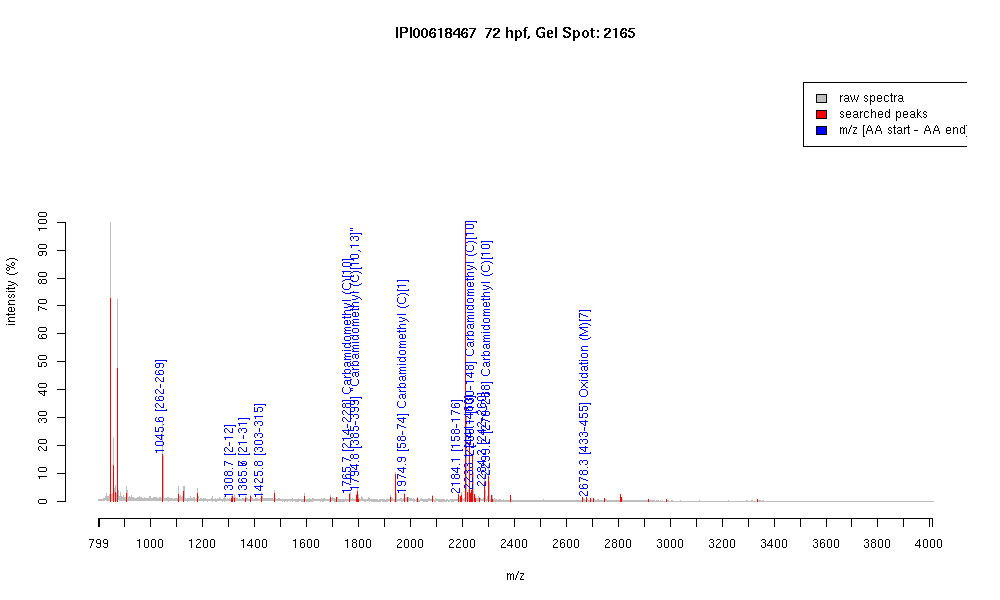 IPI00618467 72 hpf, Gel Spot: 2165
raw spectra
searched peaks
m/z [AA start - AA end]
intensity (%)
0 10 20 30 40 50 60 70 80 90 100
1045.6 [262-269]
1308.7 [2-12]
1365.6 [21-31]
1425.8 [303-315]
1765.7 [214-228] Carbamidomethyl (C)[10]
1794.8 [385-399] "Carbamidomethyl (C)[10,13]"
1974.9 [58-74] Carbamidomethyl (C)[1]
2184.1 [158-176]
Carbamidomethyl (C)[10]
Carbamidomethyl (C)[10]
2678.3 [433-455] Oxidation (M)[7]
799 1000 1200 1400 1600 1800 2000 2200 2400 2600 2800 3000 3200 3400 3600 3800 4000
m/z